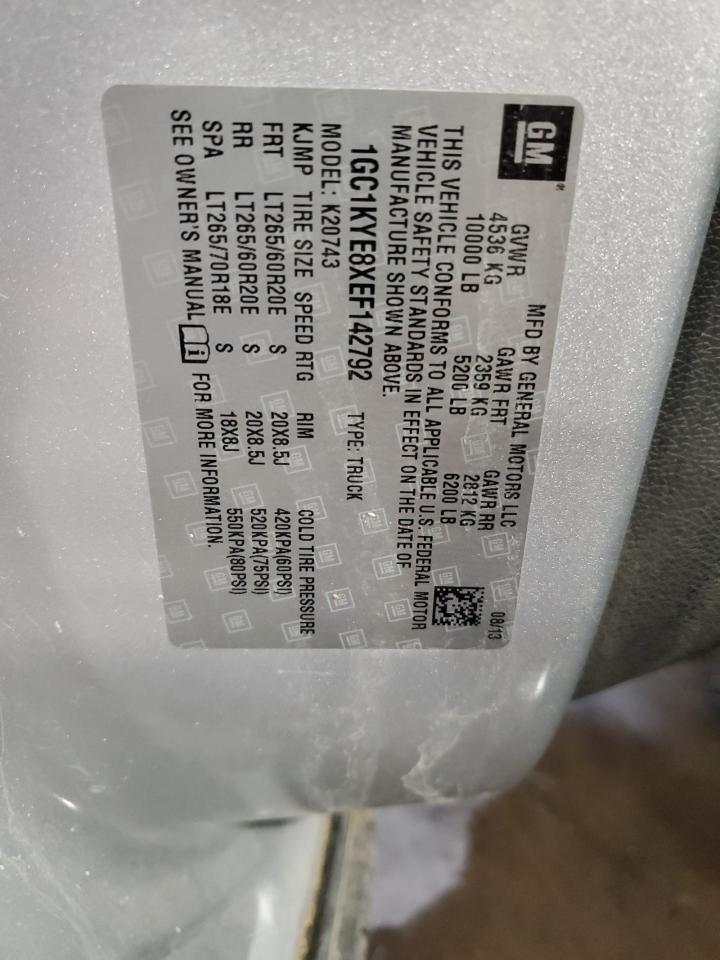 GM
MFD BY GENERAL MOTORS LLC 08/13
GVWR GAWR FRT GAWR RR
4536 KG 2359 KG 2812 KG
10000 LB 5200 LB 6200 LB
THIS VEHICLE CONFORMS TO ALL APPLICABLE U.S. FEDERAL MOTOR
VEHICLE SAFETY STANDARDS IN EFFECT ON THE DATE OF
MANUFACTURE SHOWN ABOVE.
1GC1KYE8XEF142792 TYPE: TRUCK
MODEL: K20743
KJMP TIRE SIZE SPEED RTG RIM COLD TIRE PRESSURE
FRT LT265/60R20E S 20X8.5J 420KPA(60PSI)
RR LT265/60R20E S 20X8.5J 520KPA(75PSI)
SPA LT265/70R18E S 18X8J 550KPA(80PSI)
SEE OWNER'S MANUAL i FOR MORE INFORMATION.